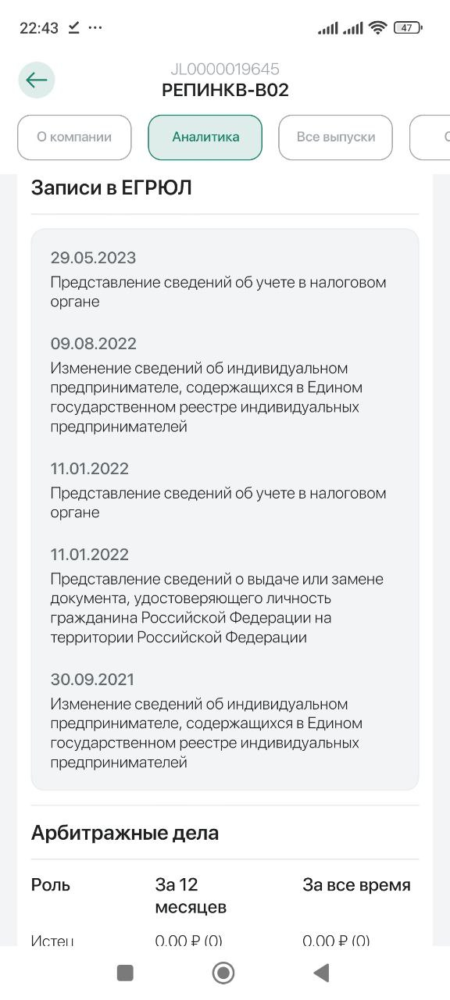 22:43
47
JL0000019645
РЕПИНКВ-В02
О компании
Аналитика
Все выпуски
Записи в ЕГРЮЛ
29.05.2023
Представление сведений об учете в налоговом
органе
09.08.2022
Изменение сведений об индивидуальном
предпринимателе, содержащихся в Едином
государственном реестре индивидуальных
предпринимателей
11.01.2022
Представление сведений об учете в налоговом
органе
11.01.2022
Представление сведений о выдаче или замене
документа, удостоверяющего личность
гражданина Российской Федерации на
территории Российской Федерации
30.09.2021
Изменение сведений об индивидуальном
предпринимателе, содержащихся в Едином
государственном реестре индивидуальных
предпринимателей
Арбитражные дела
Роль За 12 За все время
месяцев
Истец 0.00 ₽ (0) 0.00 ₽ (0)